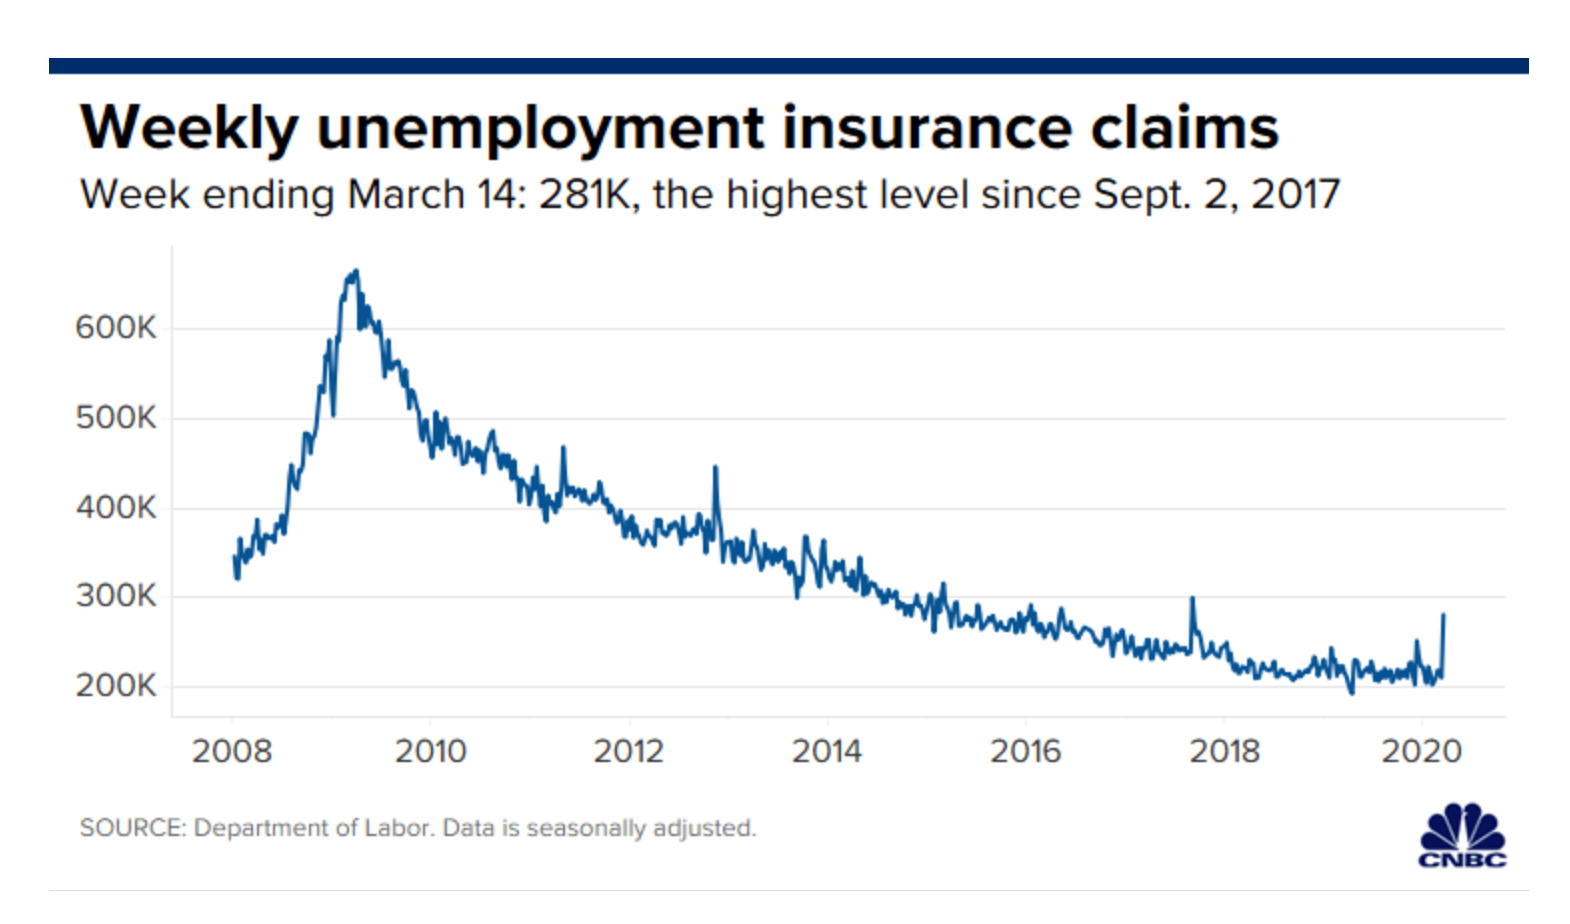 Weekly unemployment insurance claims
Week ending March 14: 281K, the highest level since Sept. 2, 2017
600K
500K
400K
300K
200K
2008 2010 2012 2014 2016 2018 2020
SOURCE: Department of Labor. Data is seasonally adjusted.
CNBC